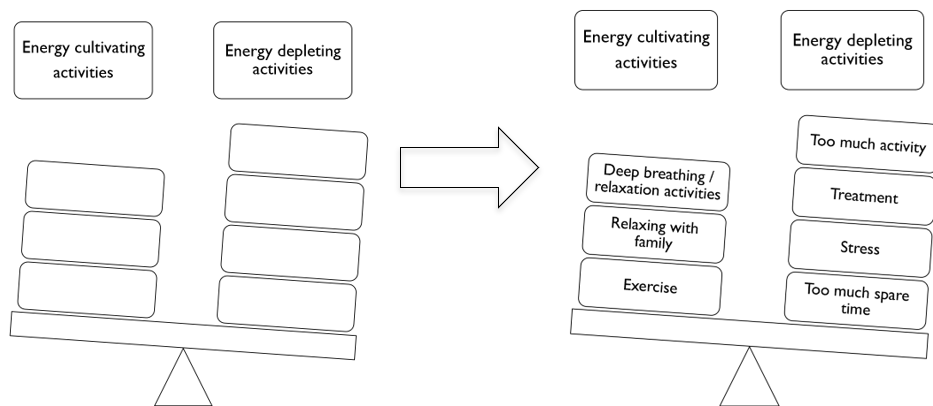 Energy cultivating
activities
Energy depleting
activities
Energy cultivating
activities
Energy depleting
activities
Deep breathing /
relaxation activities
Relaxing with
family
Exercise
Too much activity
Treatment
Stress
Too much spare
time